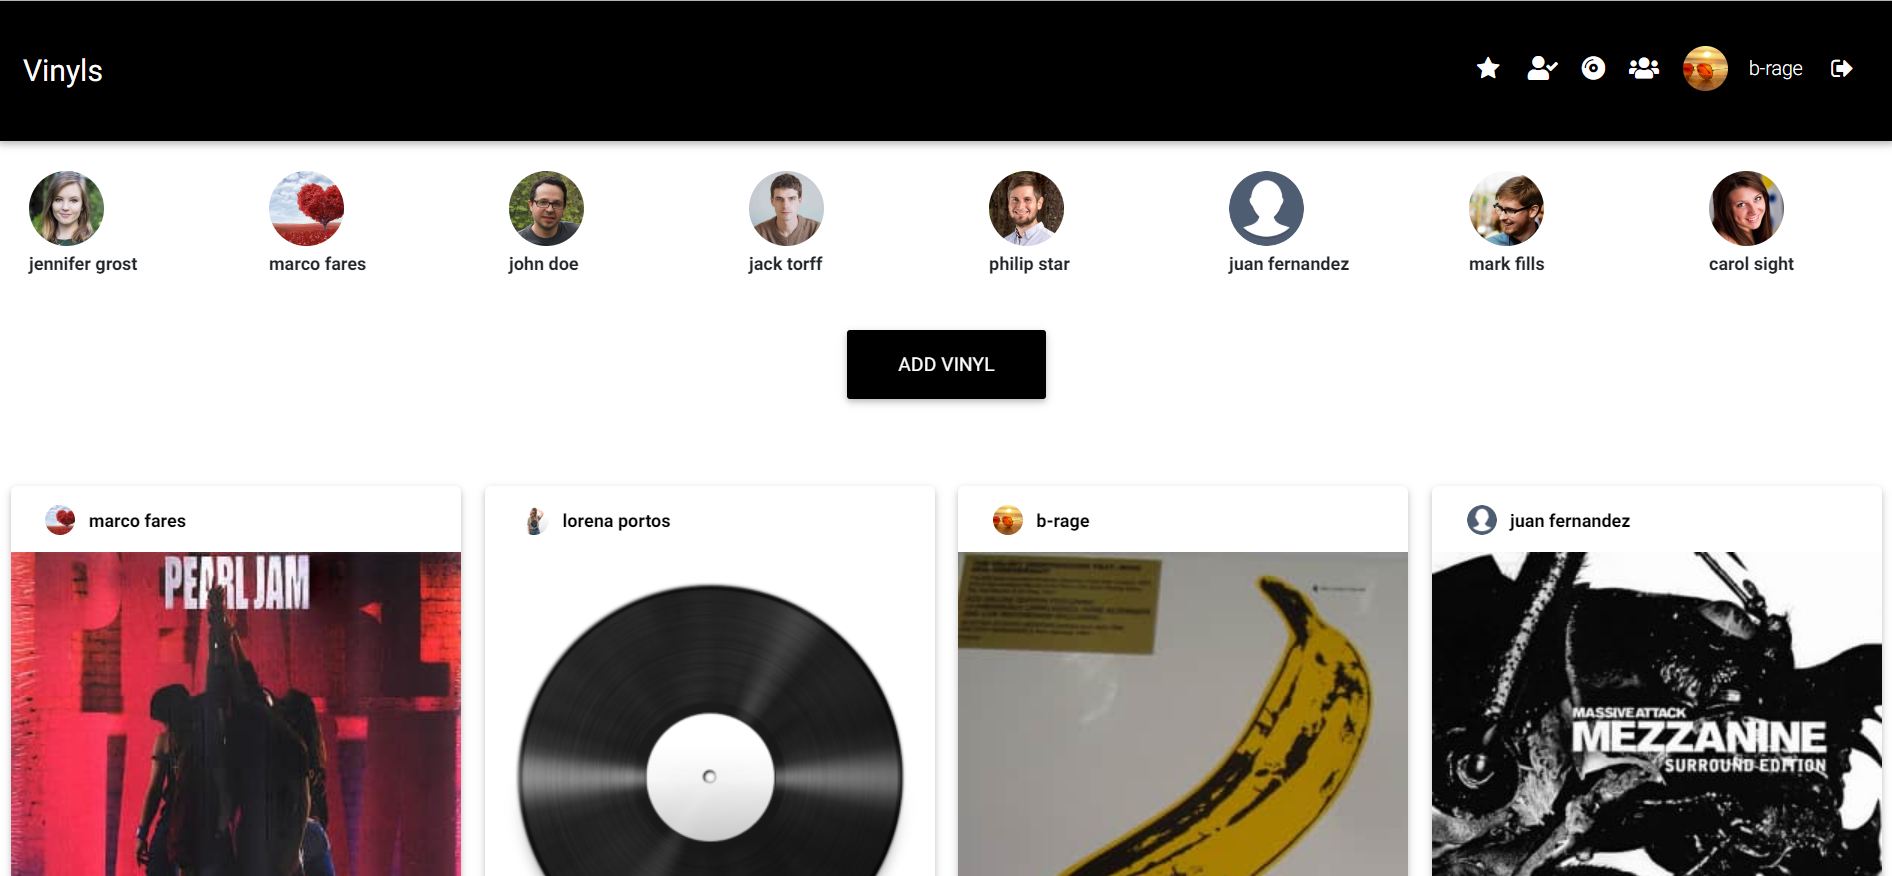 Vinyls
b-rage
jennifer grost
marco fares
john doe
jack torff
philip star
juan fernandez
mark fills
carol sight
ADD VINYL
marco fares
lorena portos
b-rage
juan fernandez
PEARL JAM
MASSIVE ATTACK
MEZZANINE
SURROUND EDITION